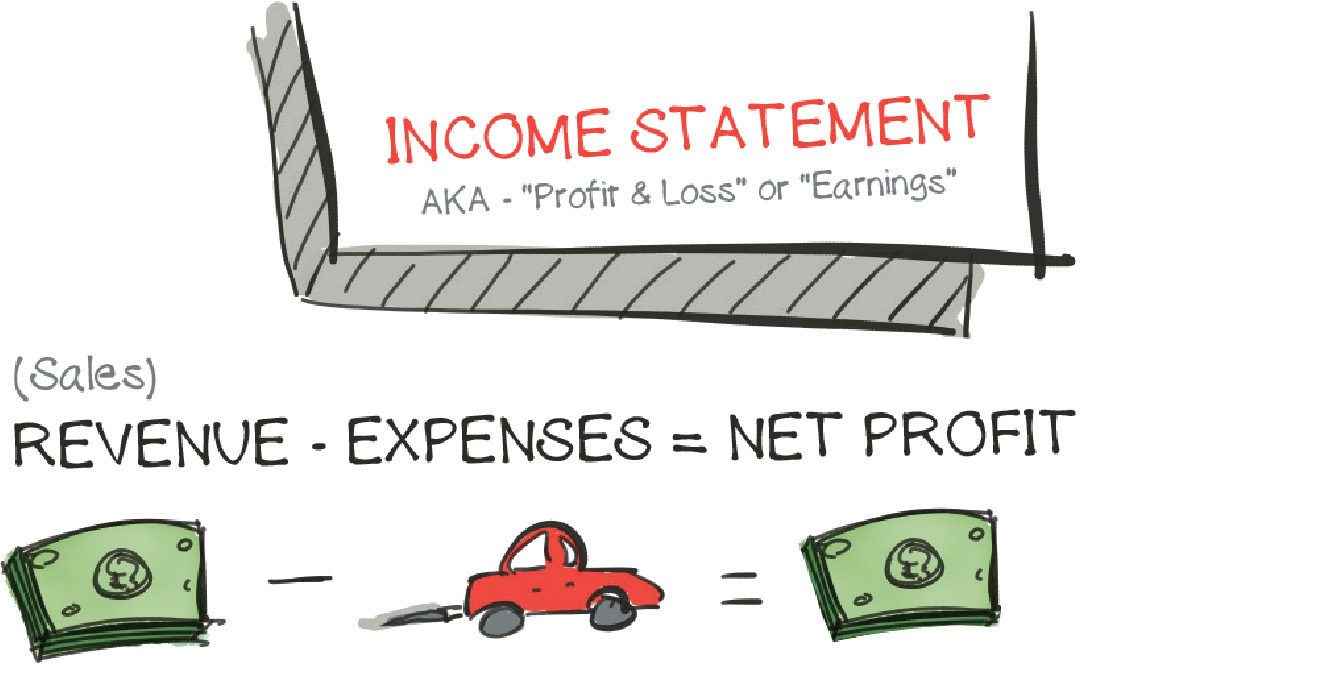 INCOME STATEMENT
AKA - "Profit & Loss" or "Earnings"
(Sales)
REVENUE - EXPENSES = NET PROFIT
- =